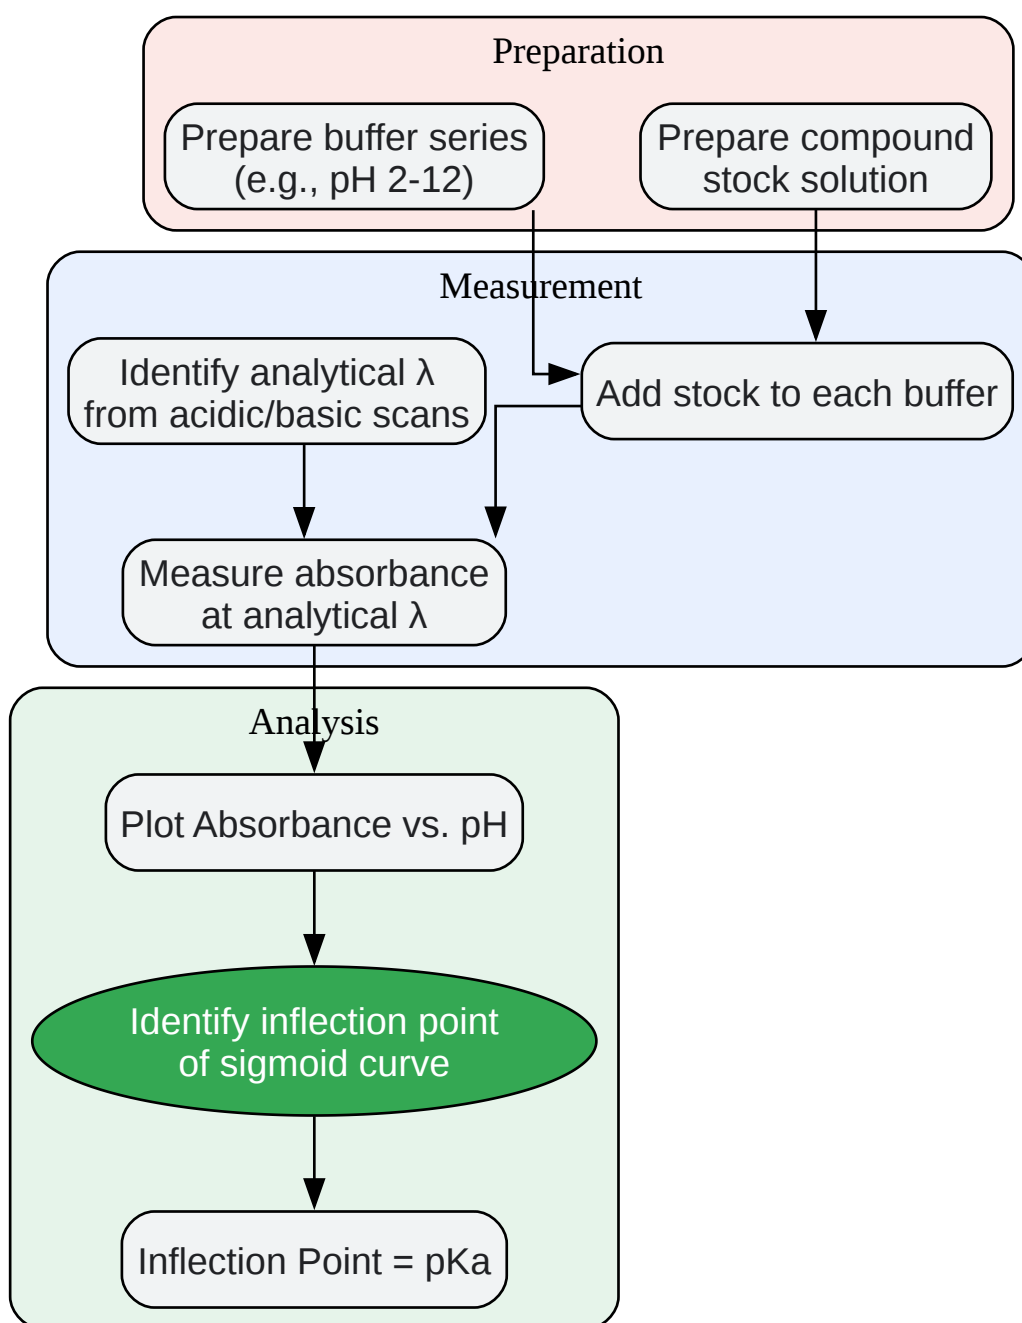 Preparation
Prepare buffer series
(e.g., pH 2-12)
Prepare compound
stock solution
Measurement
Identify analytical λ
from acidic/basic scans
Add stock to each buffer
Measure absorbance
at analytical λ
Analysis
Plot Absorbance vs. pH
Identify inflection point
of sigmoid curve
Inflection Point = pKa